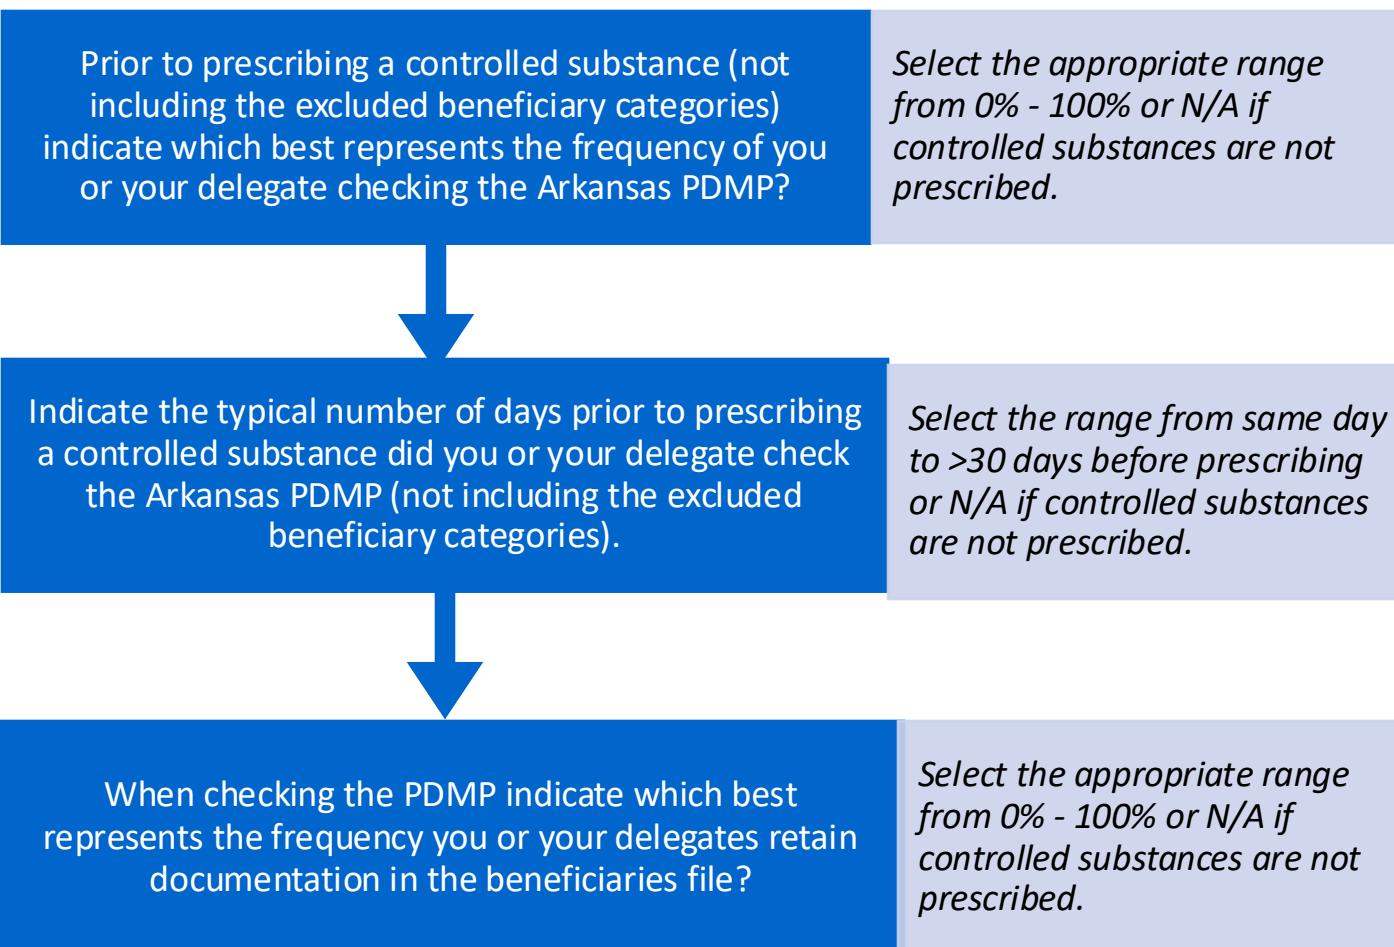 Prior to prescribing a controlled substance (not
including the excluded beneficiary categories)
indicate which best represents the frequency of you
or your delegate checking the Arkansas PDMP?
Select the appropriate range
from 0% - 100% or N/A if
controlled substances are not
prescribed.
Indicate the typical number of days prior to prescribing
a controlled substance did you or your delegate check
the Arkansas PDMP (not including the excluded
beneficiary categories).
Select the range from same day
to >30 days before prescribing
or N/A if controlled substances
are not prescribed.
When checking the PDMP indicate which best
represents the frequency you or your delegates retain
documentation in the beneficiaries file?
Select the appropriate range
from 0% - 100% or N/A if
controlled substances are not
prescribed.